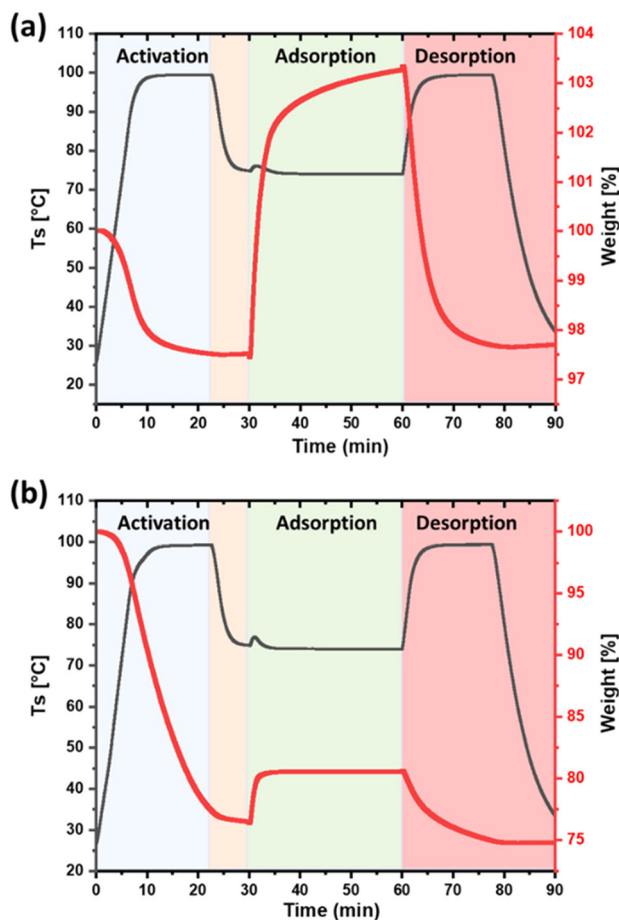 (a)
Activation Adsorption Desorption
110
100
90
80
70
60
50
40
30
20
Ts [°C]
104
103
102
101
100
99
98
97
Weight [%]
0 10 20 30 40 50 60 70 80 90
Time (min)
(b)
Activation Adsorption Desorption
110
100
90
80
70
60
50
40
30
20
Ts [°C]
100
95
90
85
80
75
Weight [%]
0 10 20 30 40 50 60 70 80 90
Time (min)